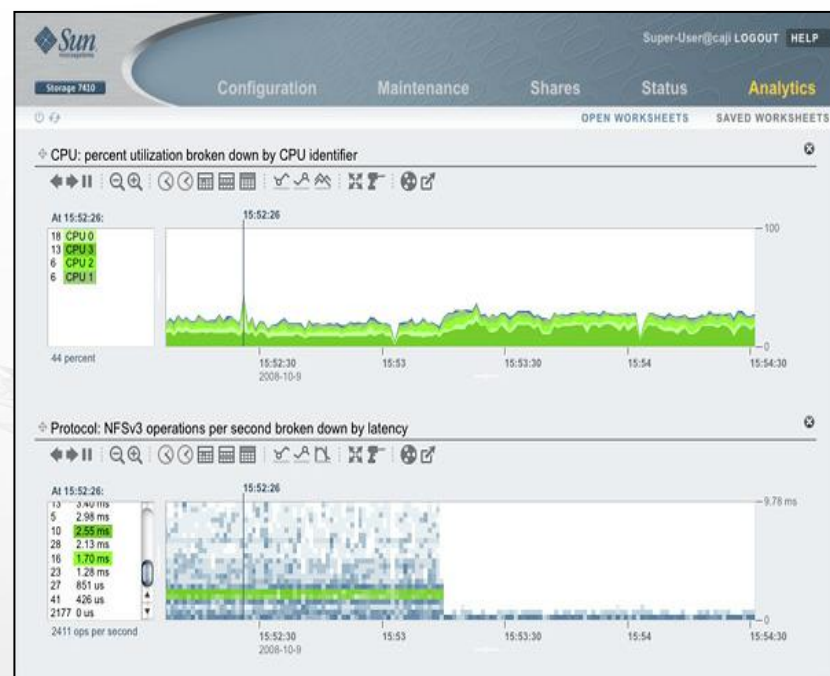 Sun
microsystems
Super-User@caji LOGOUT HELP
Storage 7410
Configuration Maintenance Shares Status Analytics
OPEN WORKSHEETS SAVED WORKSHEETS
CPU: percent utilization broken down by CPU identifier
At 15:52:26:
15:52:26
18 CPU 0
13 CPU 3
6 CPU 2
6 CPU 1
100
0
44 percent
15:52:30 15:53 15:53:30 15:54 15:54:30
2008-10-9
Protocol: NFSv3 operations per second broken down by latency
At 15:52:26:
15:52:26
13 3.40 ms
5 2.98 ms
10 2.55 ms
28 2.13 ms
16 1.70 ms
23 1.28 ms
27 851 us
41 426 us
2177 0 us
9.78 ms
0
2411 ops per second
15:52:30 15:53 15:53:30 15:54 15:54:30
2008-10-9